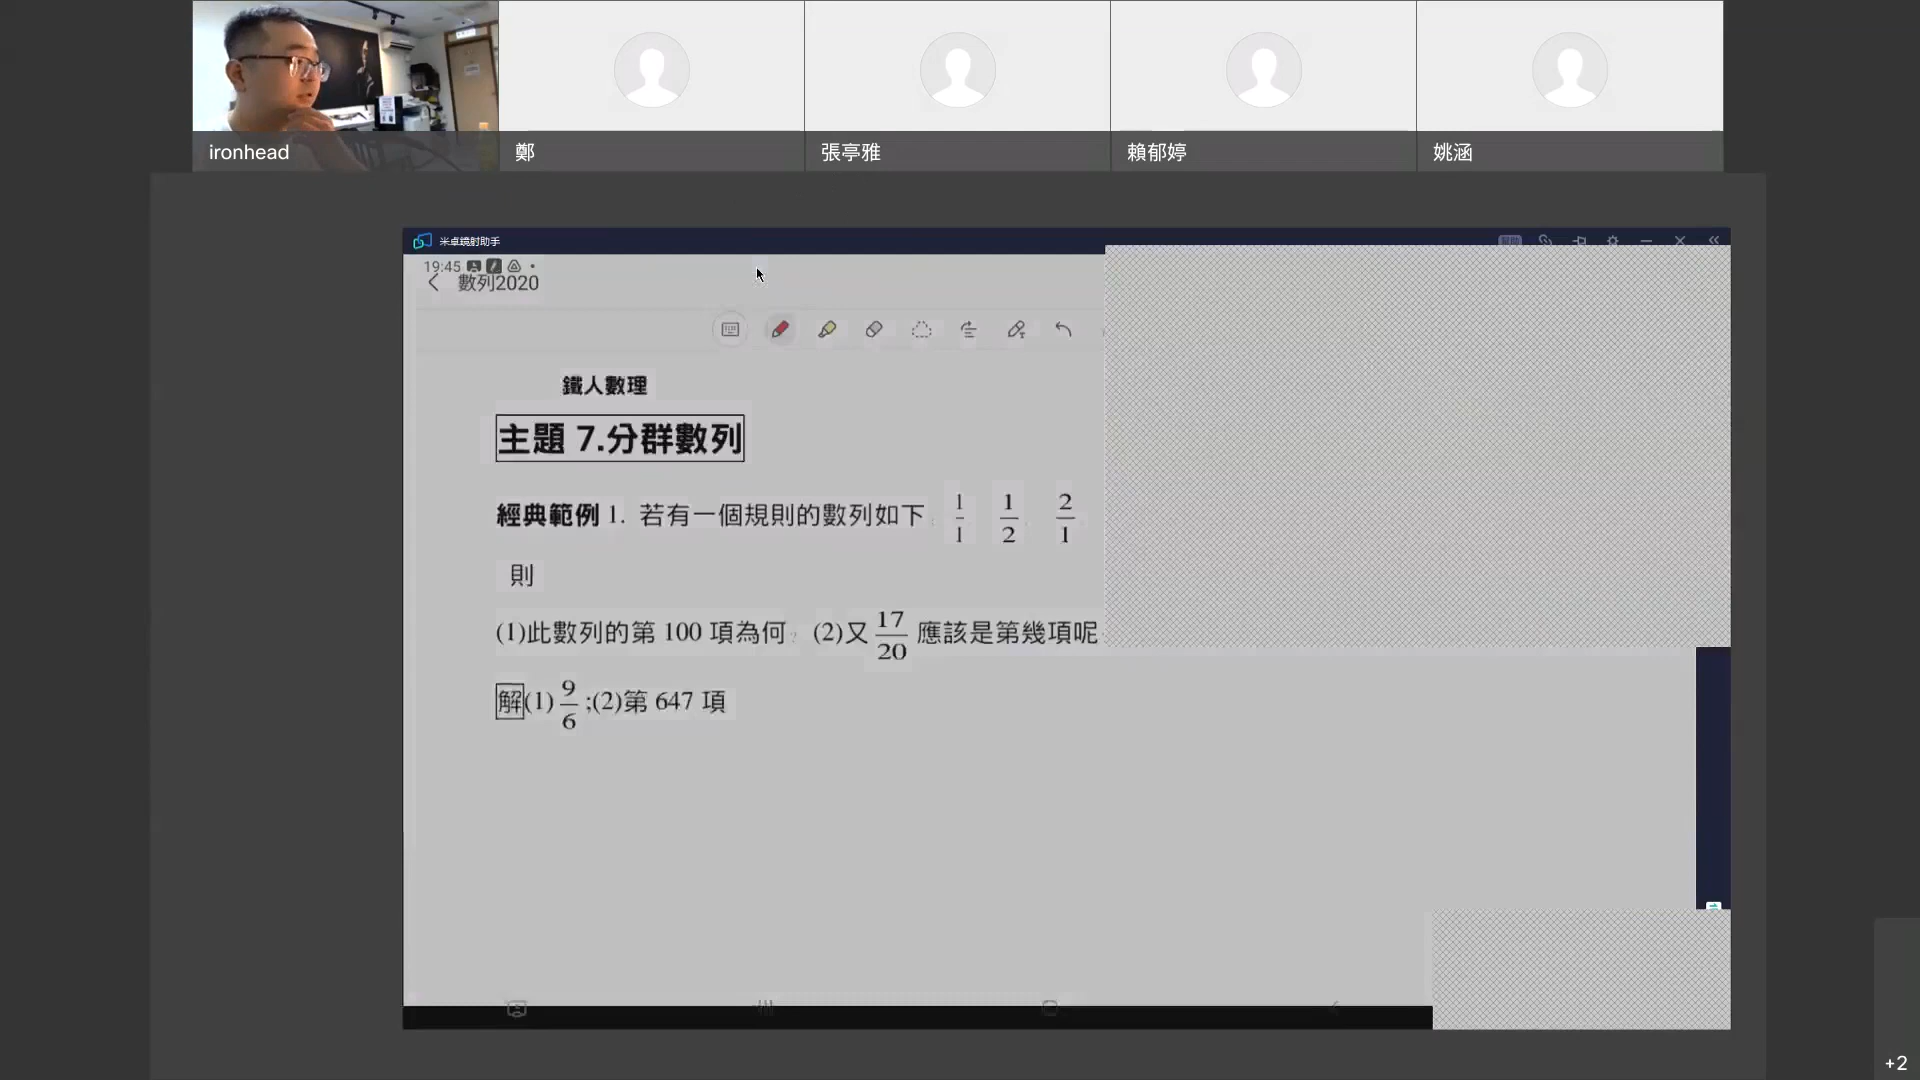 ironhead
鄭
張亭雅
賴郁婷
姚涵
米卓鏡射助手
19:45
數列2020
鐵人數理
主題 7.分群數列
經典範例 1. 若有一個規則的數列如下 1/1 1/2 2/1
則
(1)此數列的第 100 項為何? (2)又 17/20 應該是第幾項呢
解(1) 9/6 ;(2)第 647 項
+2